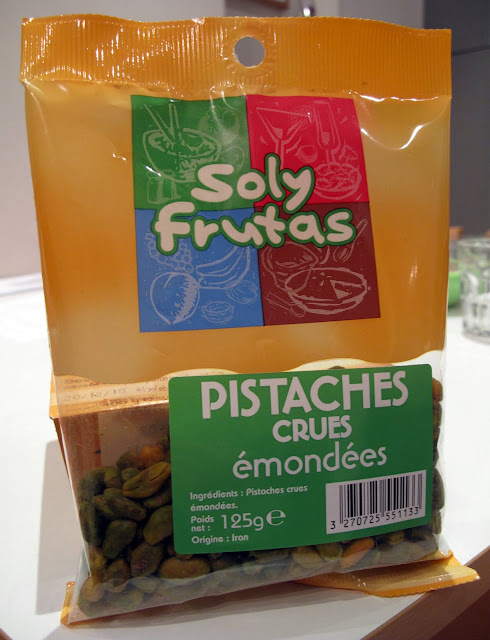 Soly
frutas
PISTACHES
CRUES
émondées
Ingrédients : Pistaches crues
émondées.
Poids
net : 125g e
Origine : Iran
3 270725 551133